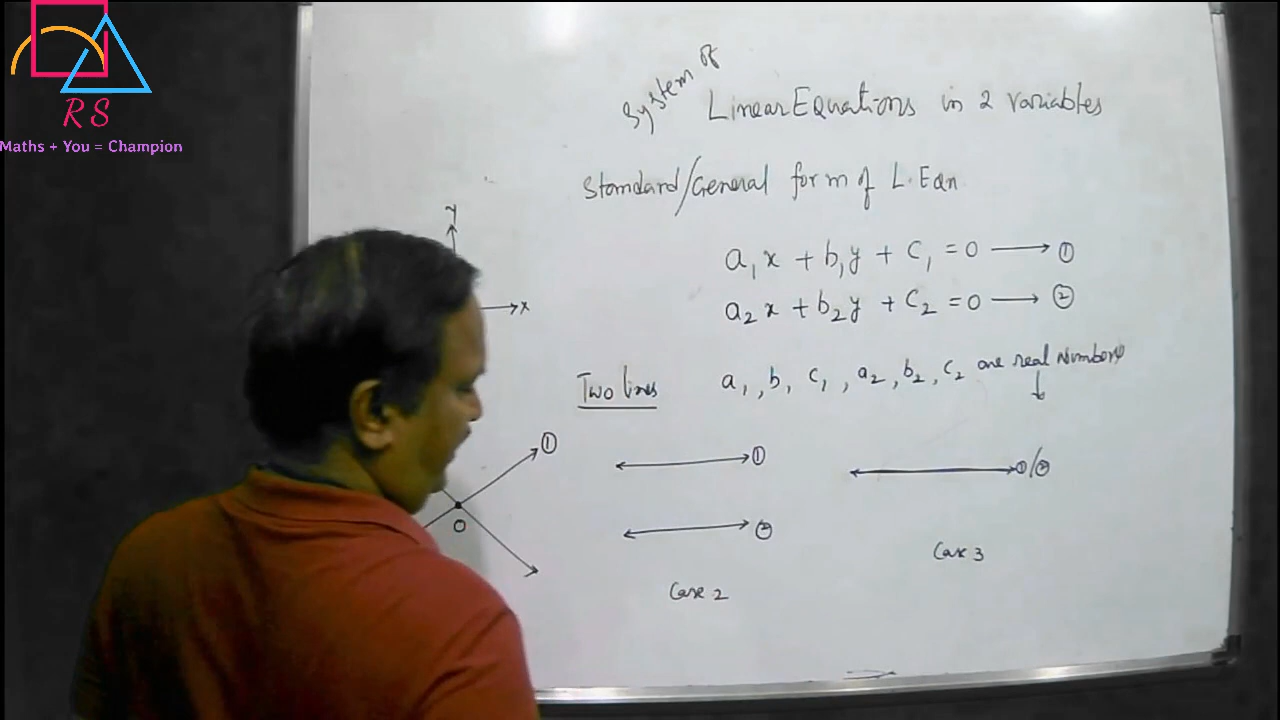 RS
Maths + You = Champion
System of
Linear Equations in 2 variables
Standard/General form of L.Eqn
a₁x + b₁y + c₁ = 0 → ①
a₂x + b₂y + c₂ = 0 → ②
Two lines
a₁, b₁ c₁, a₂, b₂, c₂ are real numbers
y
x
①
O
①
②
①/②
Case 2
Case 3